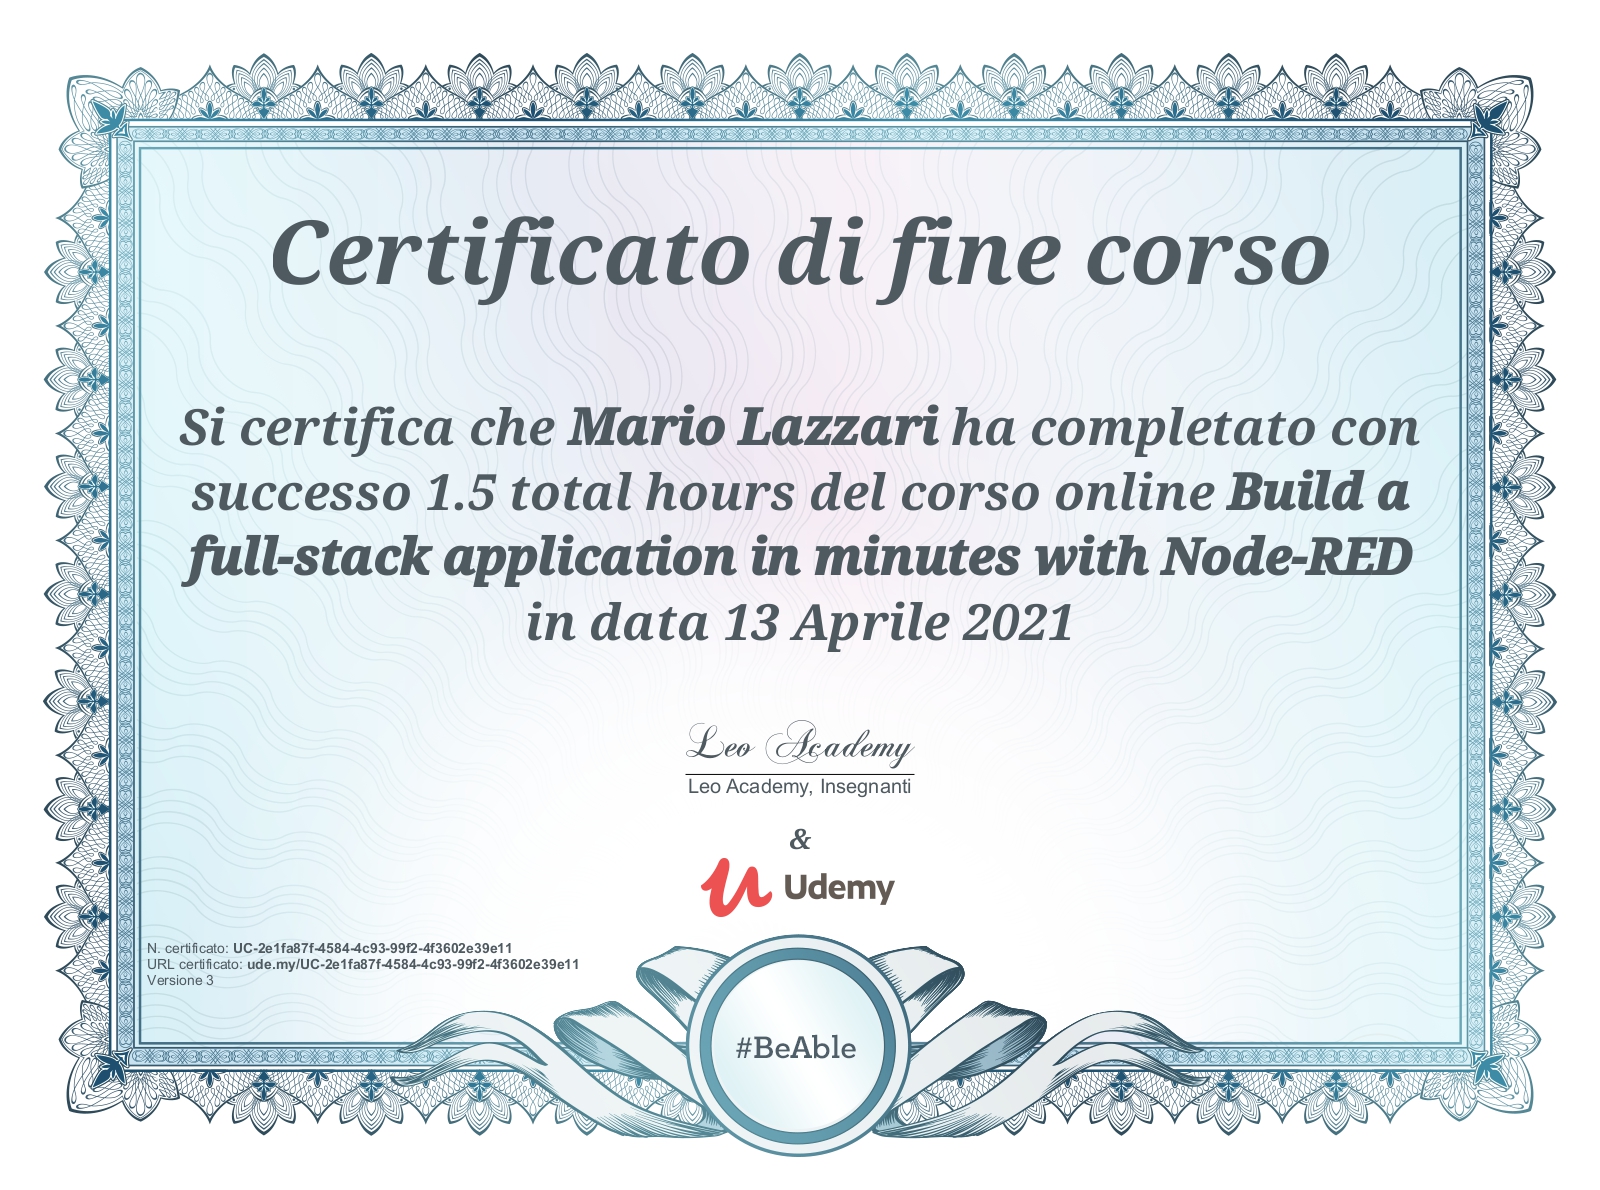 Certificato di fine corso
Si certifica che Mario Lazzari ha completato con
successo 1.5 total hours del corso online Build a
full-stack application in minutes with Node-RED
in data 13 Aprile 2021
Leo Academy
Leo Academy, Insegnanti
&
Udemy
N. certificato: UC-2e1fa87f-4584-4c93-99f2-4f3602e39e11
URL certificato: ude.my/UC-2e1fa87f-4584-4c93-99f2-4f3602e39e11
Versione 3
#BeAble